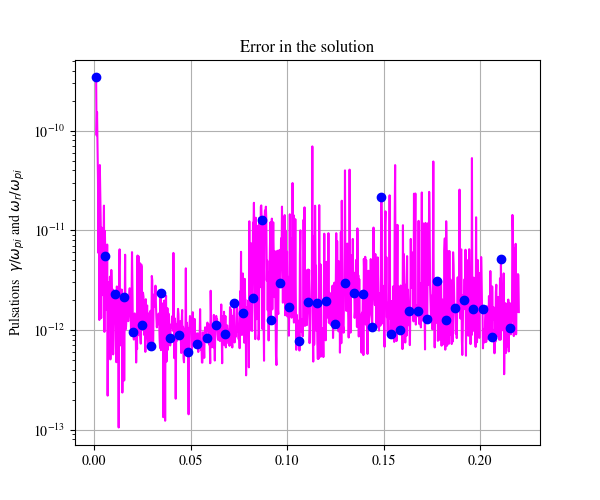 Error in the solution
Pulsations γ/ω_pi and ω_r/ω_pi
10⁻¹⁰
10⁻¹¹
10⁻¹²
10⁻¹³
0.00 0.05 0.10 0.15 0.20